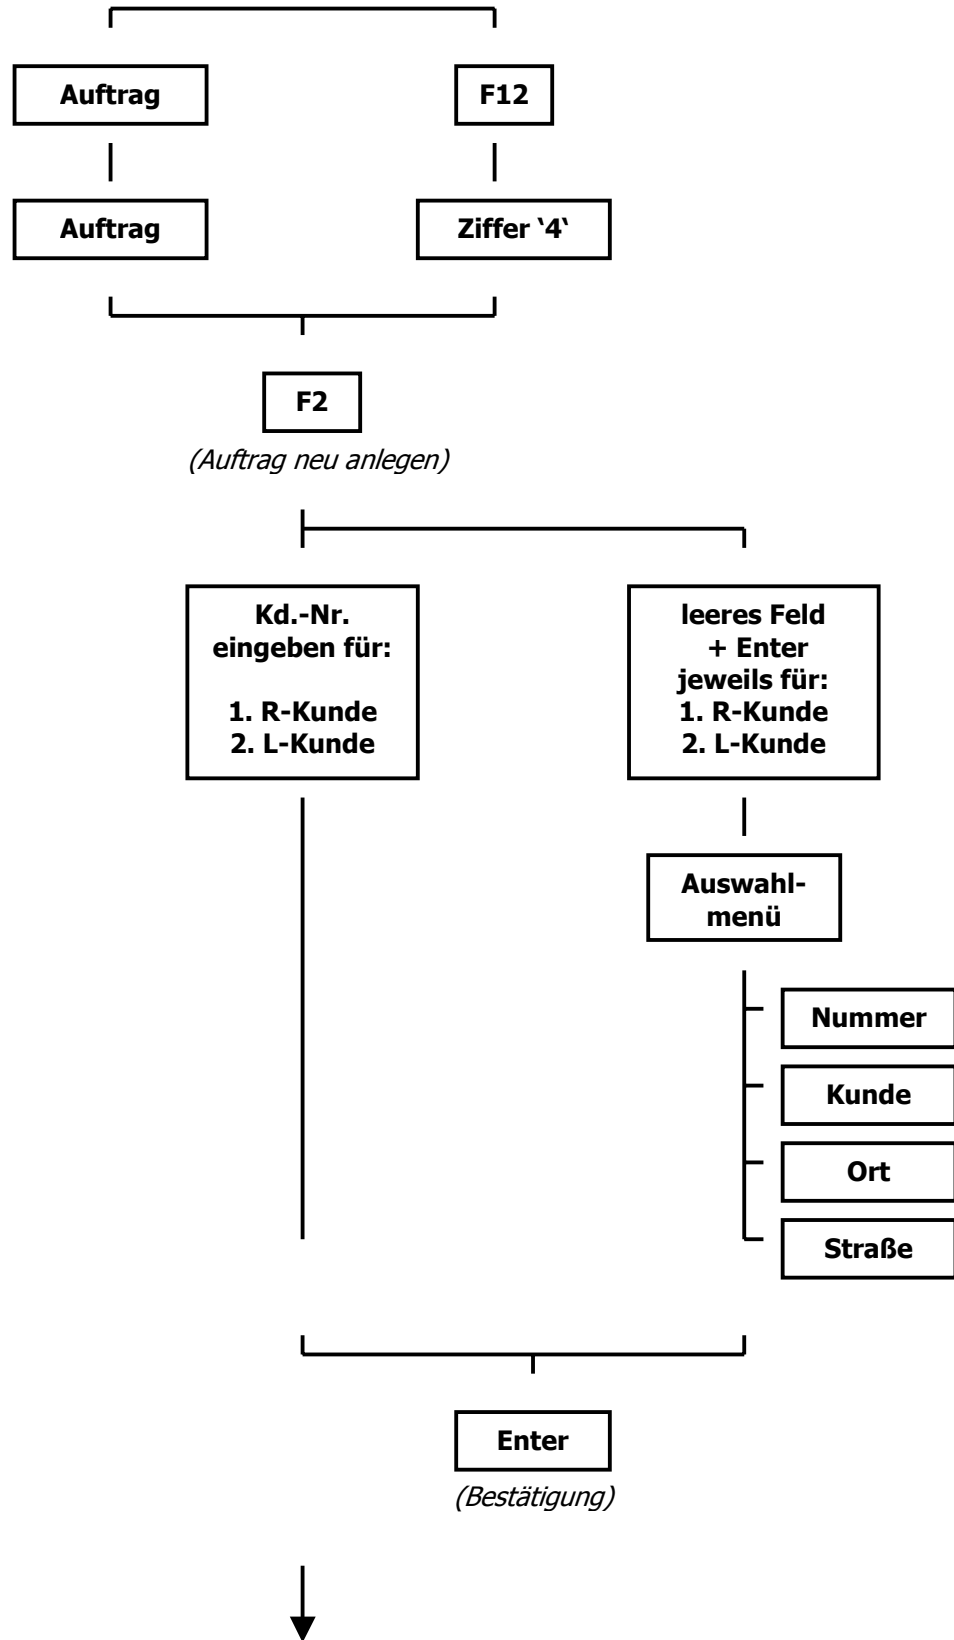 Auftrag
F12
Auftrag
Ziffer ‘4‘
F2
(Auftrag neu anlegen)
Kd.-Nr.
eingeben für:
1. R-Kunde
2. L-Kunde
leeres Feld
+ Enter
jeweils für:
1. R-Kunde
2. L-Kunde
Auswahl-
menü
Nummer
Kunde
Ort
Straße
Enter
(Bestätigung)